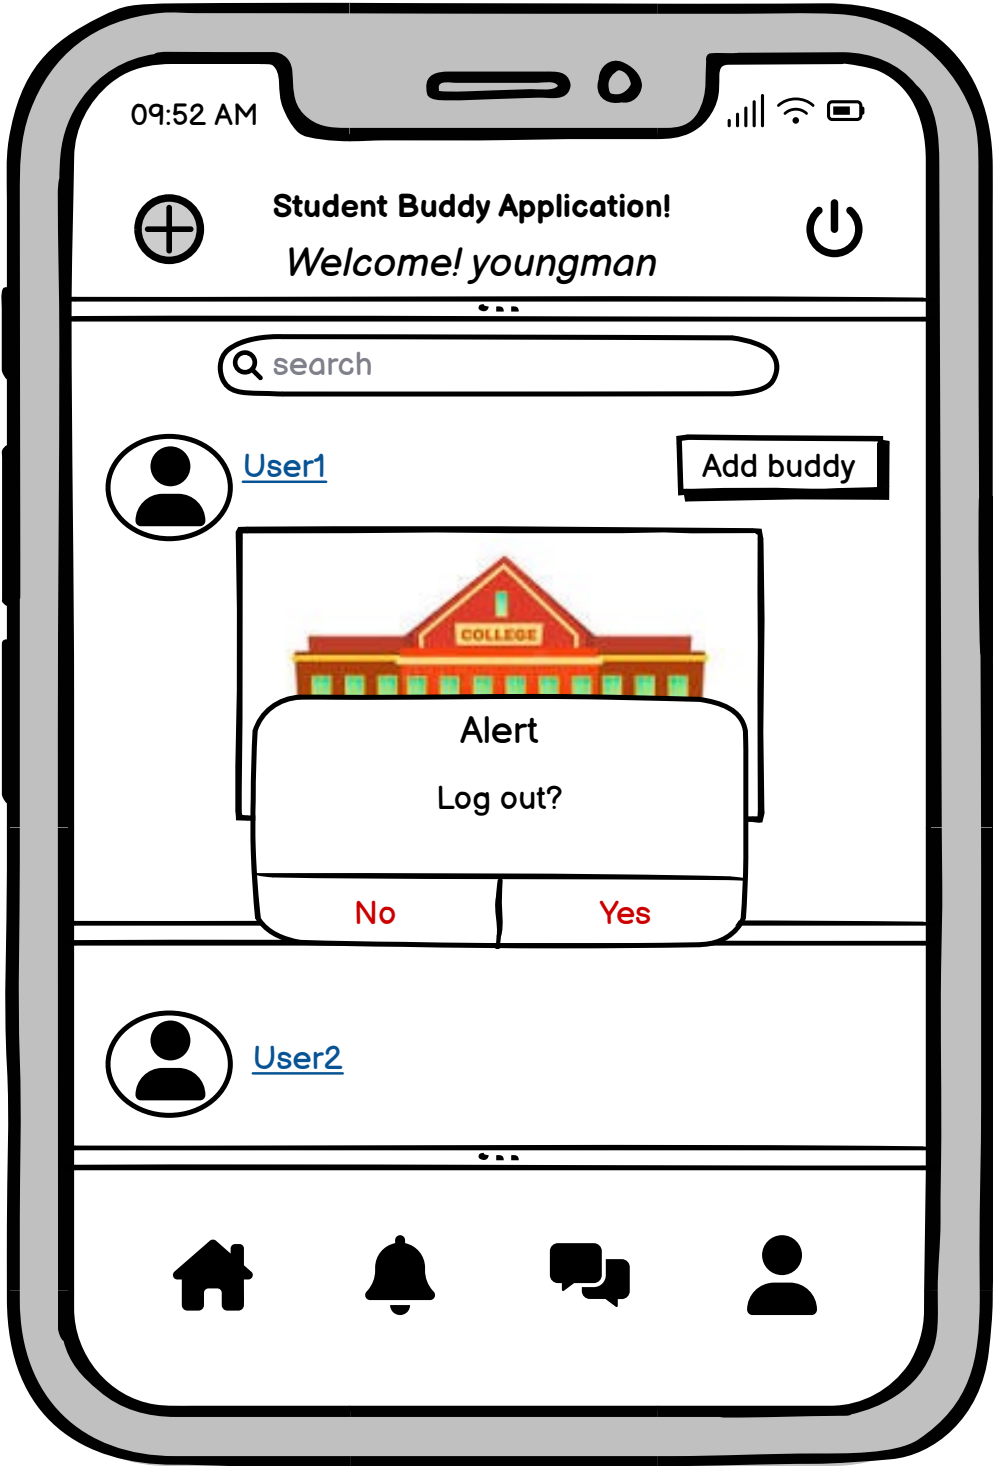 09:52 AM
Student Buddy Application!
Welcome! youngman
search
User1
Add buddy
COLLEGE
Alert
Log out?
No
Yes
User2